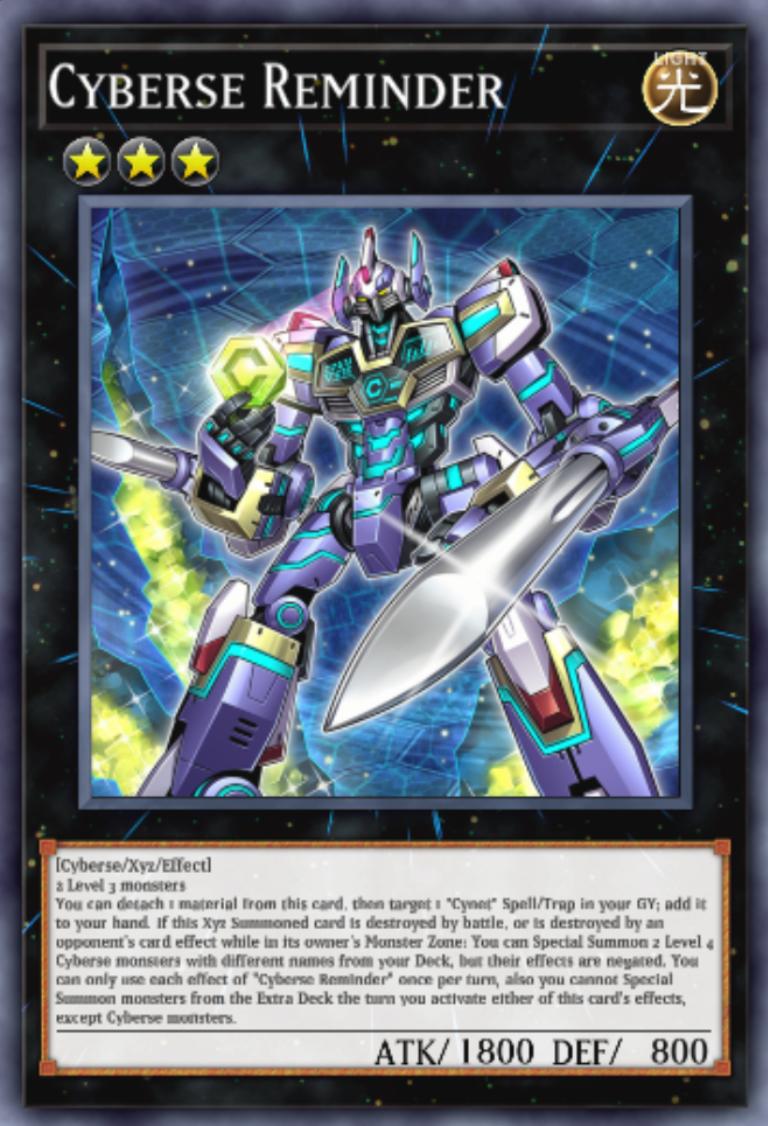 Cyberse Reminder
LIGHT
光
[Cyberse/Xyz/Effect]
2 Level 3 monsters
You can detach 1 material from this card, then target 1 "Cynet" Spell/Trap in your GY; add it
to your hand. If this Xyz Summoned card is destroyed by battle, or is destroyed by an
opponent's card effect while in its owner's Monster Zone: You can Special Summon 2 Level 4
Cyberse monsters with different names from your Deck, but their effects are negated. You
can only use each effect of "Cyberse Reminder" once per turn, also you cannot Special
Summon monsters from the Extra Deck the turn you activate either of this card's effects,
except Cyberse monsters.
ATK/ 1800 DEF/ 800